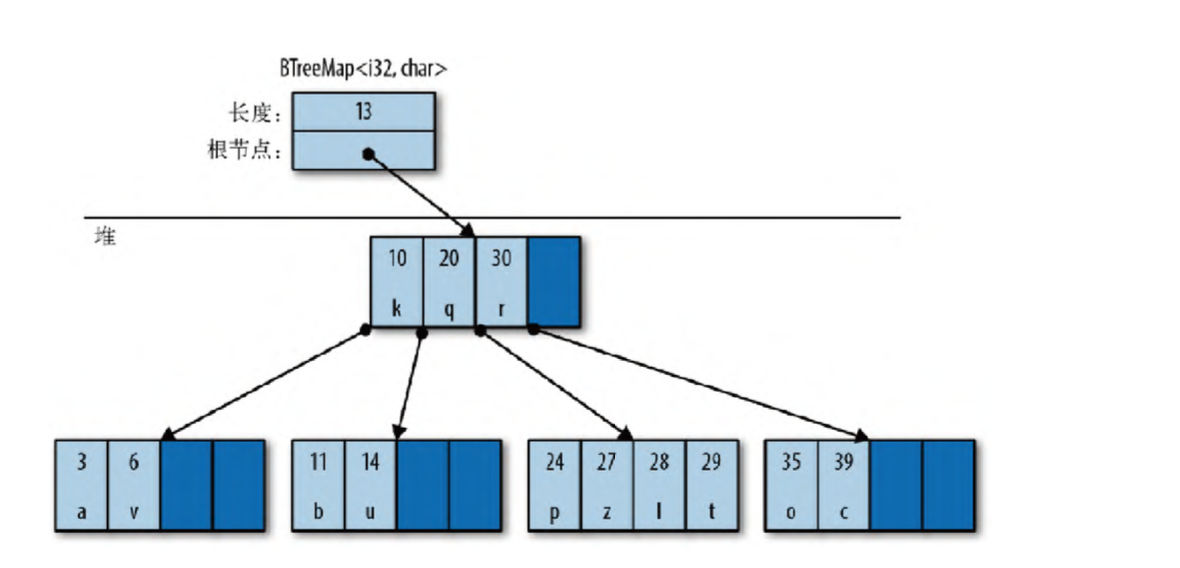 BTreeMap<i32, char>
长度： 13
根节点：
堆
10 20 30
k q r
3 6 11 14 24 27 28 29 35 39
a v b u p z l t o c